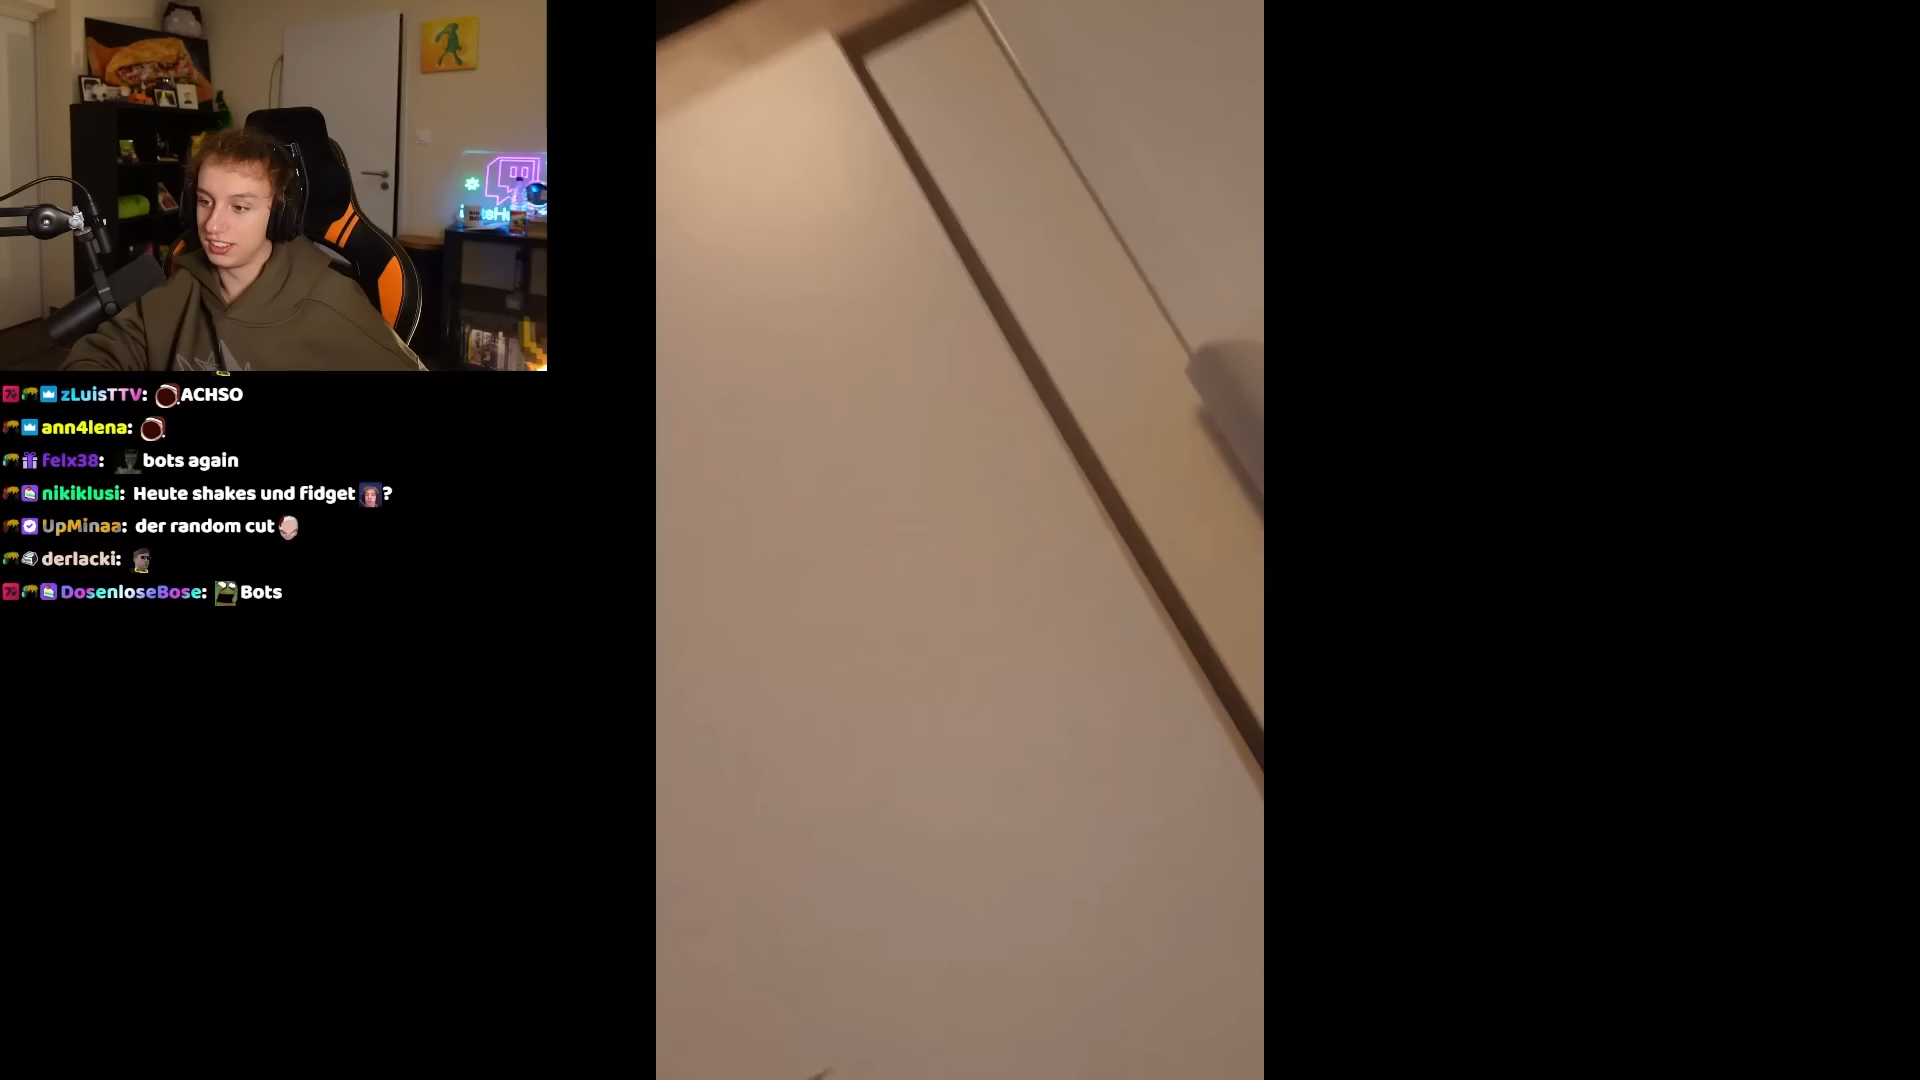 zLuisTTV: ACHSO
ann4lena:
felx38: bots again
nikiklusi: Heute shakes und fidget ?
UpMinaa: der random cut
derlacki:
DosenloseBose: Bots